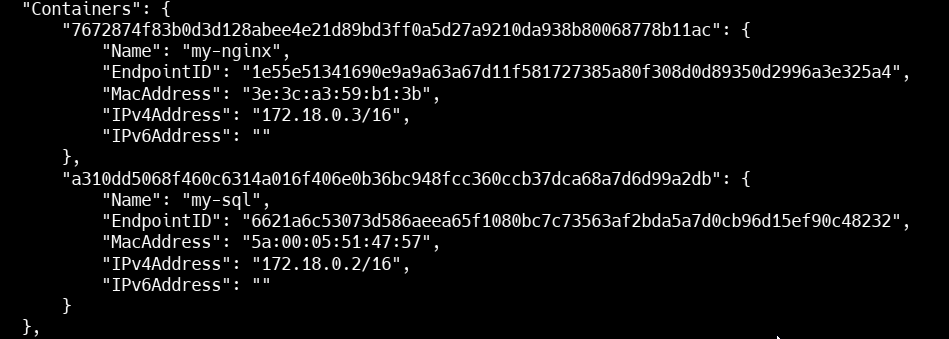 "Containers": {
"7672874f83b0d3d128abee4e21d89bd3ff0a5d27a9210da938b80068778b11ac": {
"Name": "my-nginx",
"EndpointID": "1e55e51341690e9a9a63a67d11f581727385a80f308d0d89350d2996a3e325a4",
"MacAddress": "3e:3c:a3:59:b1:3b",
"IPv4Address": "172.18.0.3/16",
"IPv6Address": ""
},
"a310dd5068f460c6314a016f406e0b36bc948fcc360ccb37dca68a7d6d99a2db": {
"Name": "my-sql",
"EndpointID": "6621a6c53073d586aeea65f1080bc7c73563af2bda5a7d0cb96d15ef90c48232",
"MacAddress": "5a:00:05:51:47:57",
"IPv4Address": "172.18.0.2/16",
"IPv6Address": ""
}
},